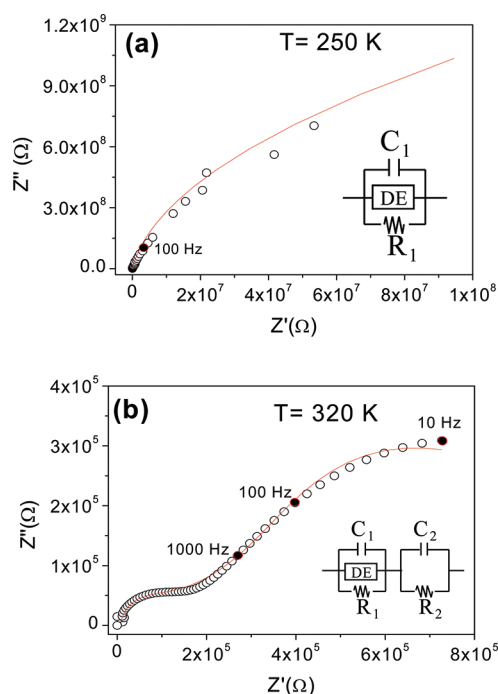 (a)
T= 250 K
1.2x10⁹
9.0x10⁸
6.0x10⁸
3.0x10⁸
0.0
Z'' (Ω)
C₁
DE
R₁
100 Hz
0
2x10⁷
4x10⁷
6x10⁷
8x10⁷
1x10⁸
Z'(Ω)
(b)
T= 320 K
4x10⁵
3x10⁵
2x10⁵
1x10⁵
0
Z''(Ω)
10 Hz
100 Hz
1000 Hz
C₁ C₂
DE
R₁ R₂
0
2x10⁵
4x10⁵
6x10⁵
8x10⁵
Z'(Ω)